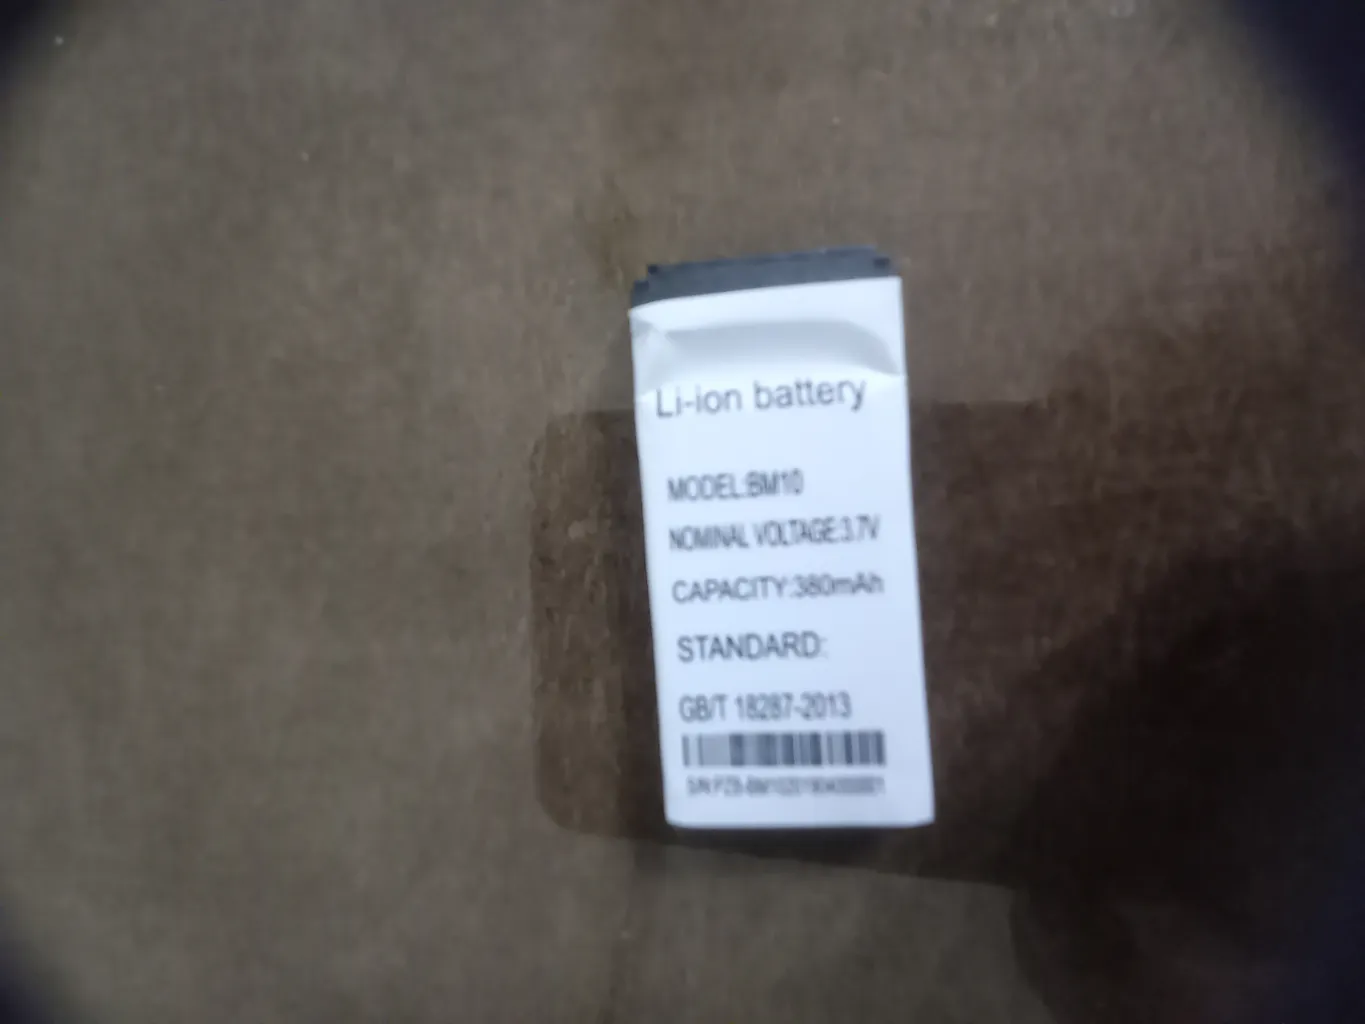 Li-ion battery
MODEL:BM10
NOMINAL VOLTAGE:3.7V
CAPACITY:380mAh
STANDARD:
GB/T 18287-2013